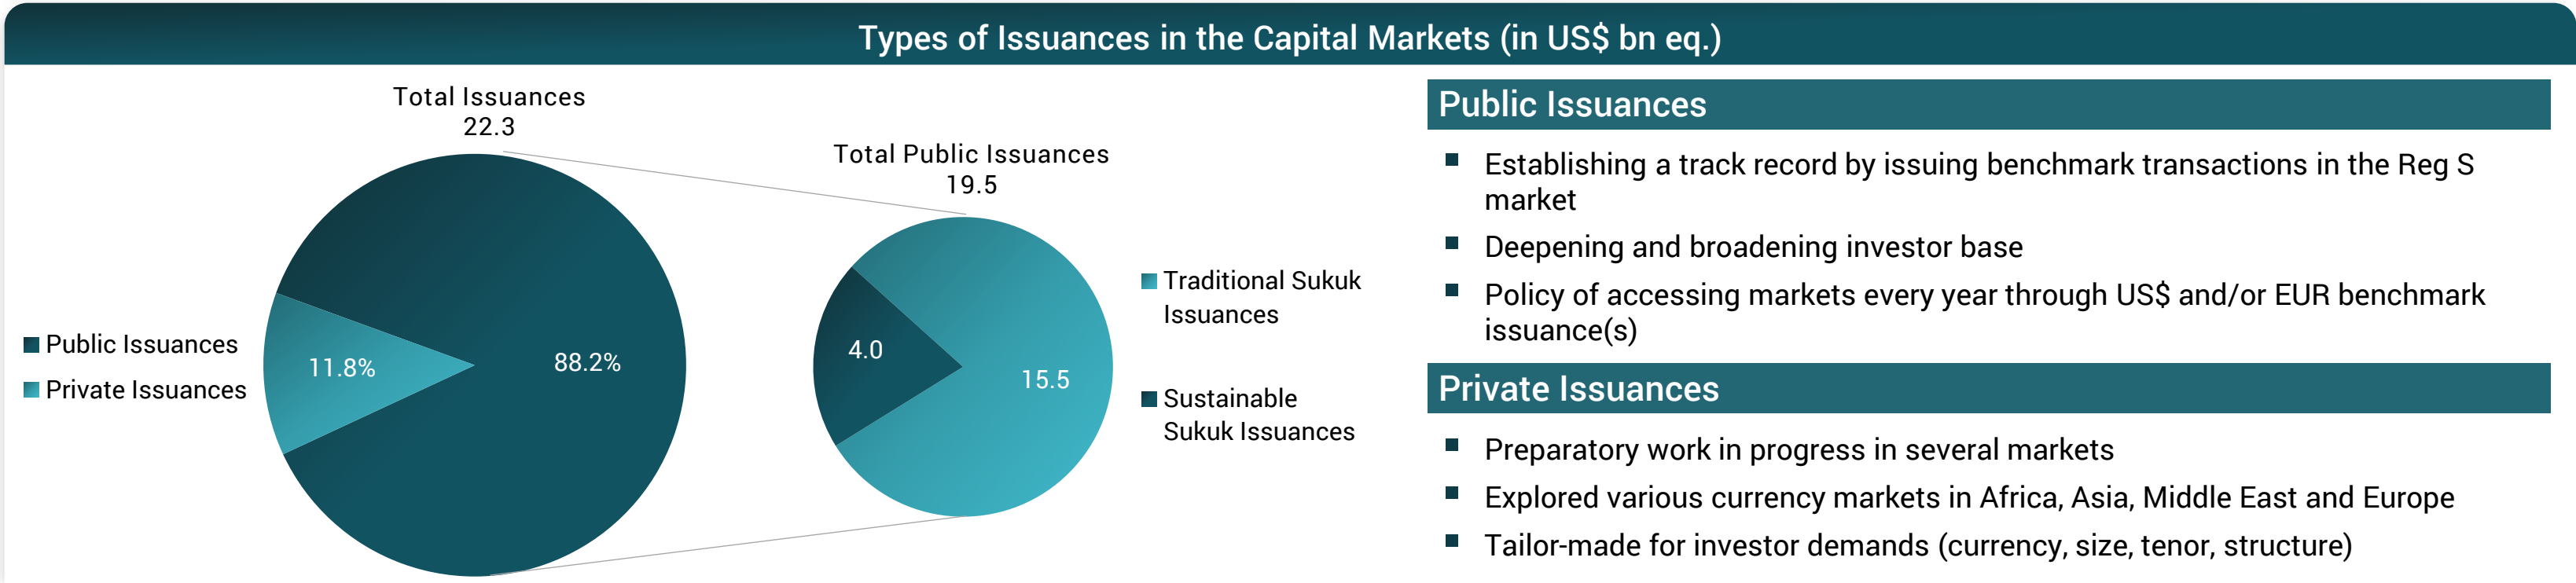 Types of Issuances in the Capital Markets (in US$ bn eq.)
Total Issuances
22.3
Total Public Issuances
19.5
Public Issuances
Private Issuances
11.8%
88.2%
4.0
15.5
Traditional Sukuk
Issuances
Sustainable
Sukuk Issuances
Public Issuances
■ Establishing a track record by issuing benchmark transactions in the Reg S
market
■ Deepening and broadening investor base
■ Policy of accessing markets every year through US$ and/or EUR benchmark
issuance(s)
Private Issuances
■ Preparatory work in progress in several markets
■ Explored various currency markets in Africa, Asia, Middle East and Europe
■ Tailor-made for investor demands (currency, size, tenor, structure)